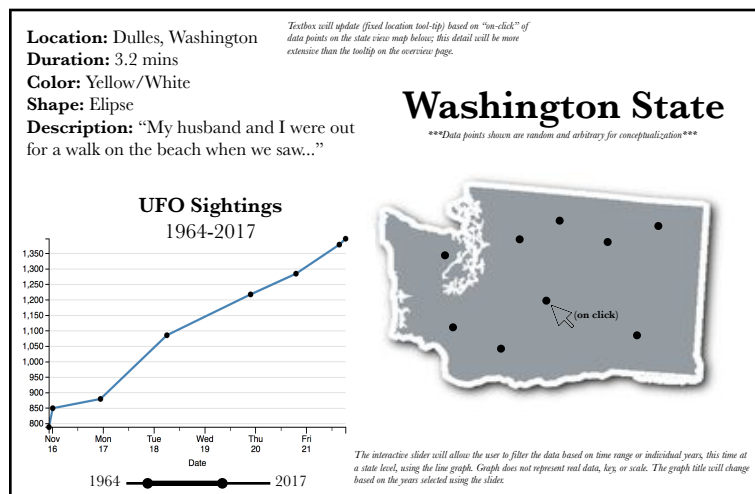 Location: Dulles, Washington
Duration: 3.2 mins
Color: Yellow/White
Shape: Elipse
Description: “My husband and I were out
for a walk on the beach when we saw...”
Textbox will update (fixed location tool-tip) based on “on-click” of
data points on the state view map below; this detail will be more
extensive than the tooltip on the overview page.
Washington State
***Data points shown are random and arbitrary for conceptualization***
UFO Sightings
1964-2017
1,350
1,300
1,250
1,200
1,150
1,100
1,050
1,000
950
900
850
800
Nov Mon Tue Wed Thu Fri
16 17 18 19 20 21
Date
1964 2017
(on click)
The interactive slider will allow the user to filter the data based on time range or individual years, this time at
a state level, using the line graph. Graph does not represent real data, key, or scale. The graph title will change
based on the years selected using the slider.